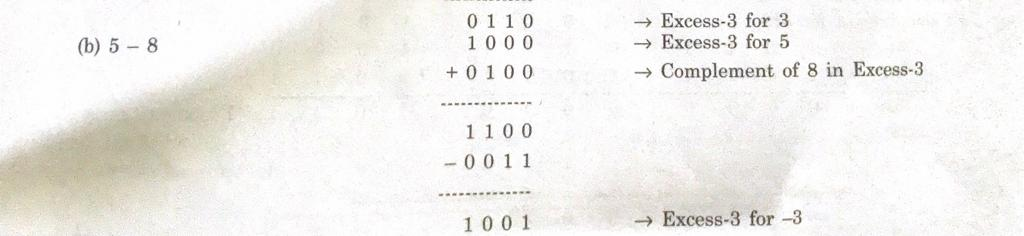 0 1 1 0 → Excess-3 for 3
(b) 5 – 8 1 0 0 0 → Excess-3 for 5
+ 0 1 0 0 → Complement of 8 in Excess-3
1 1 0 0
– 0 0 1 1
1 0 0 1 → Excess-3 for –3